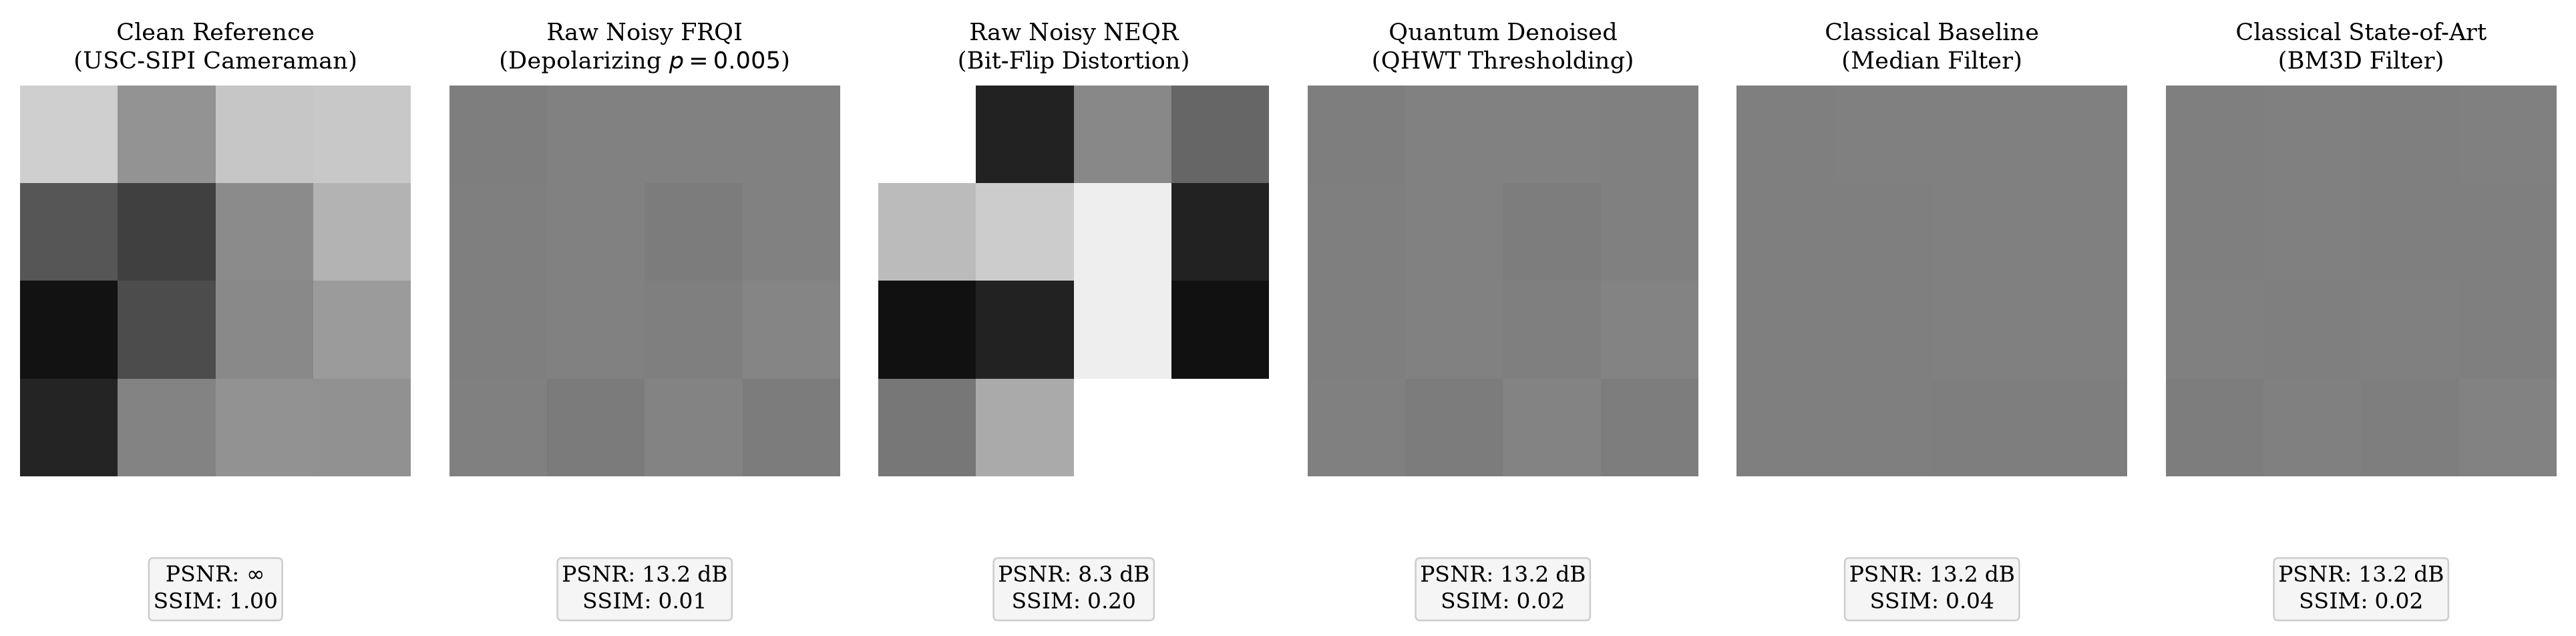 Clean Reference
(USC-SIPI Cameraman)
Raw Noisy FRQI
(Depolarizing p = 0.005)
Raw Noisy NEQR
(Bit-Flip Distortion)
Quantum Denoised
(QHWT Thresholding)
Classical Baseline
(Median Filter)
Classical State-of-Art
(BM3D Filter)
PSNR: ∞
SSIM: 1.00
PSNR: 13.2 dB
SSIM: 0.01
PSNR: 8.3 dB
SSIM: 0.20
PSNR: 13.2 dB
SSIM: 0.02
PSNR: 13.2 dB
SSIM: 0.04
PSNR: 13.2 dB
SSIM: 0.02